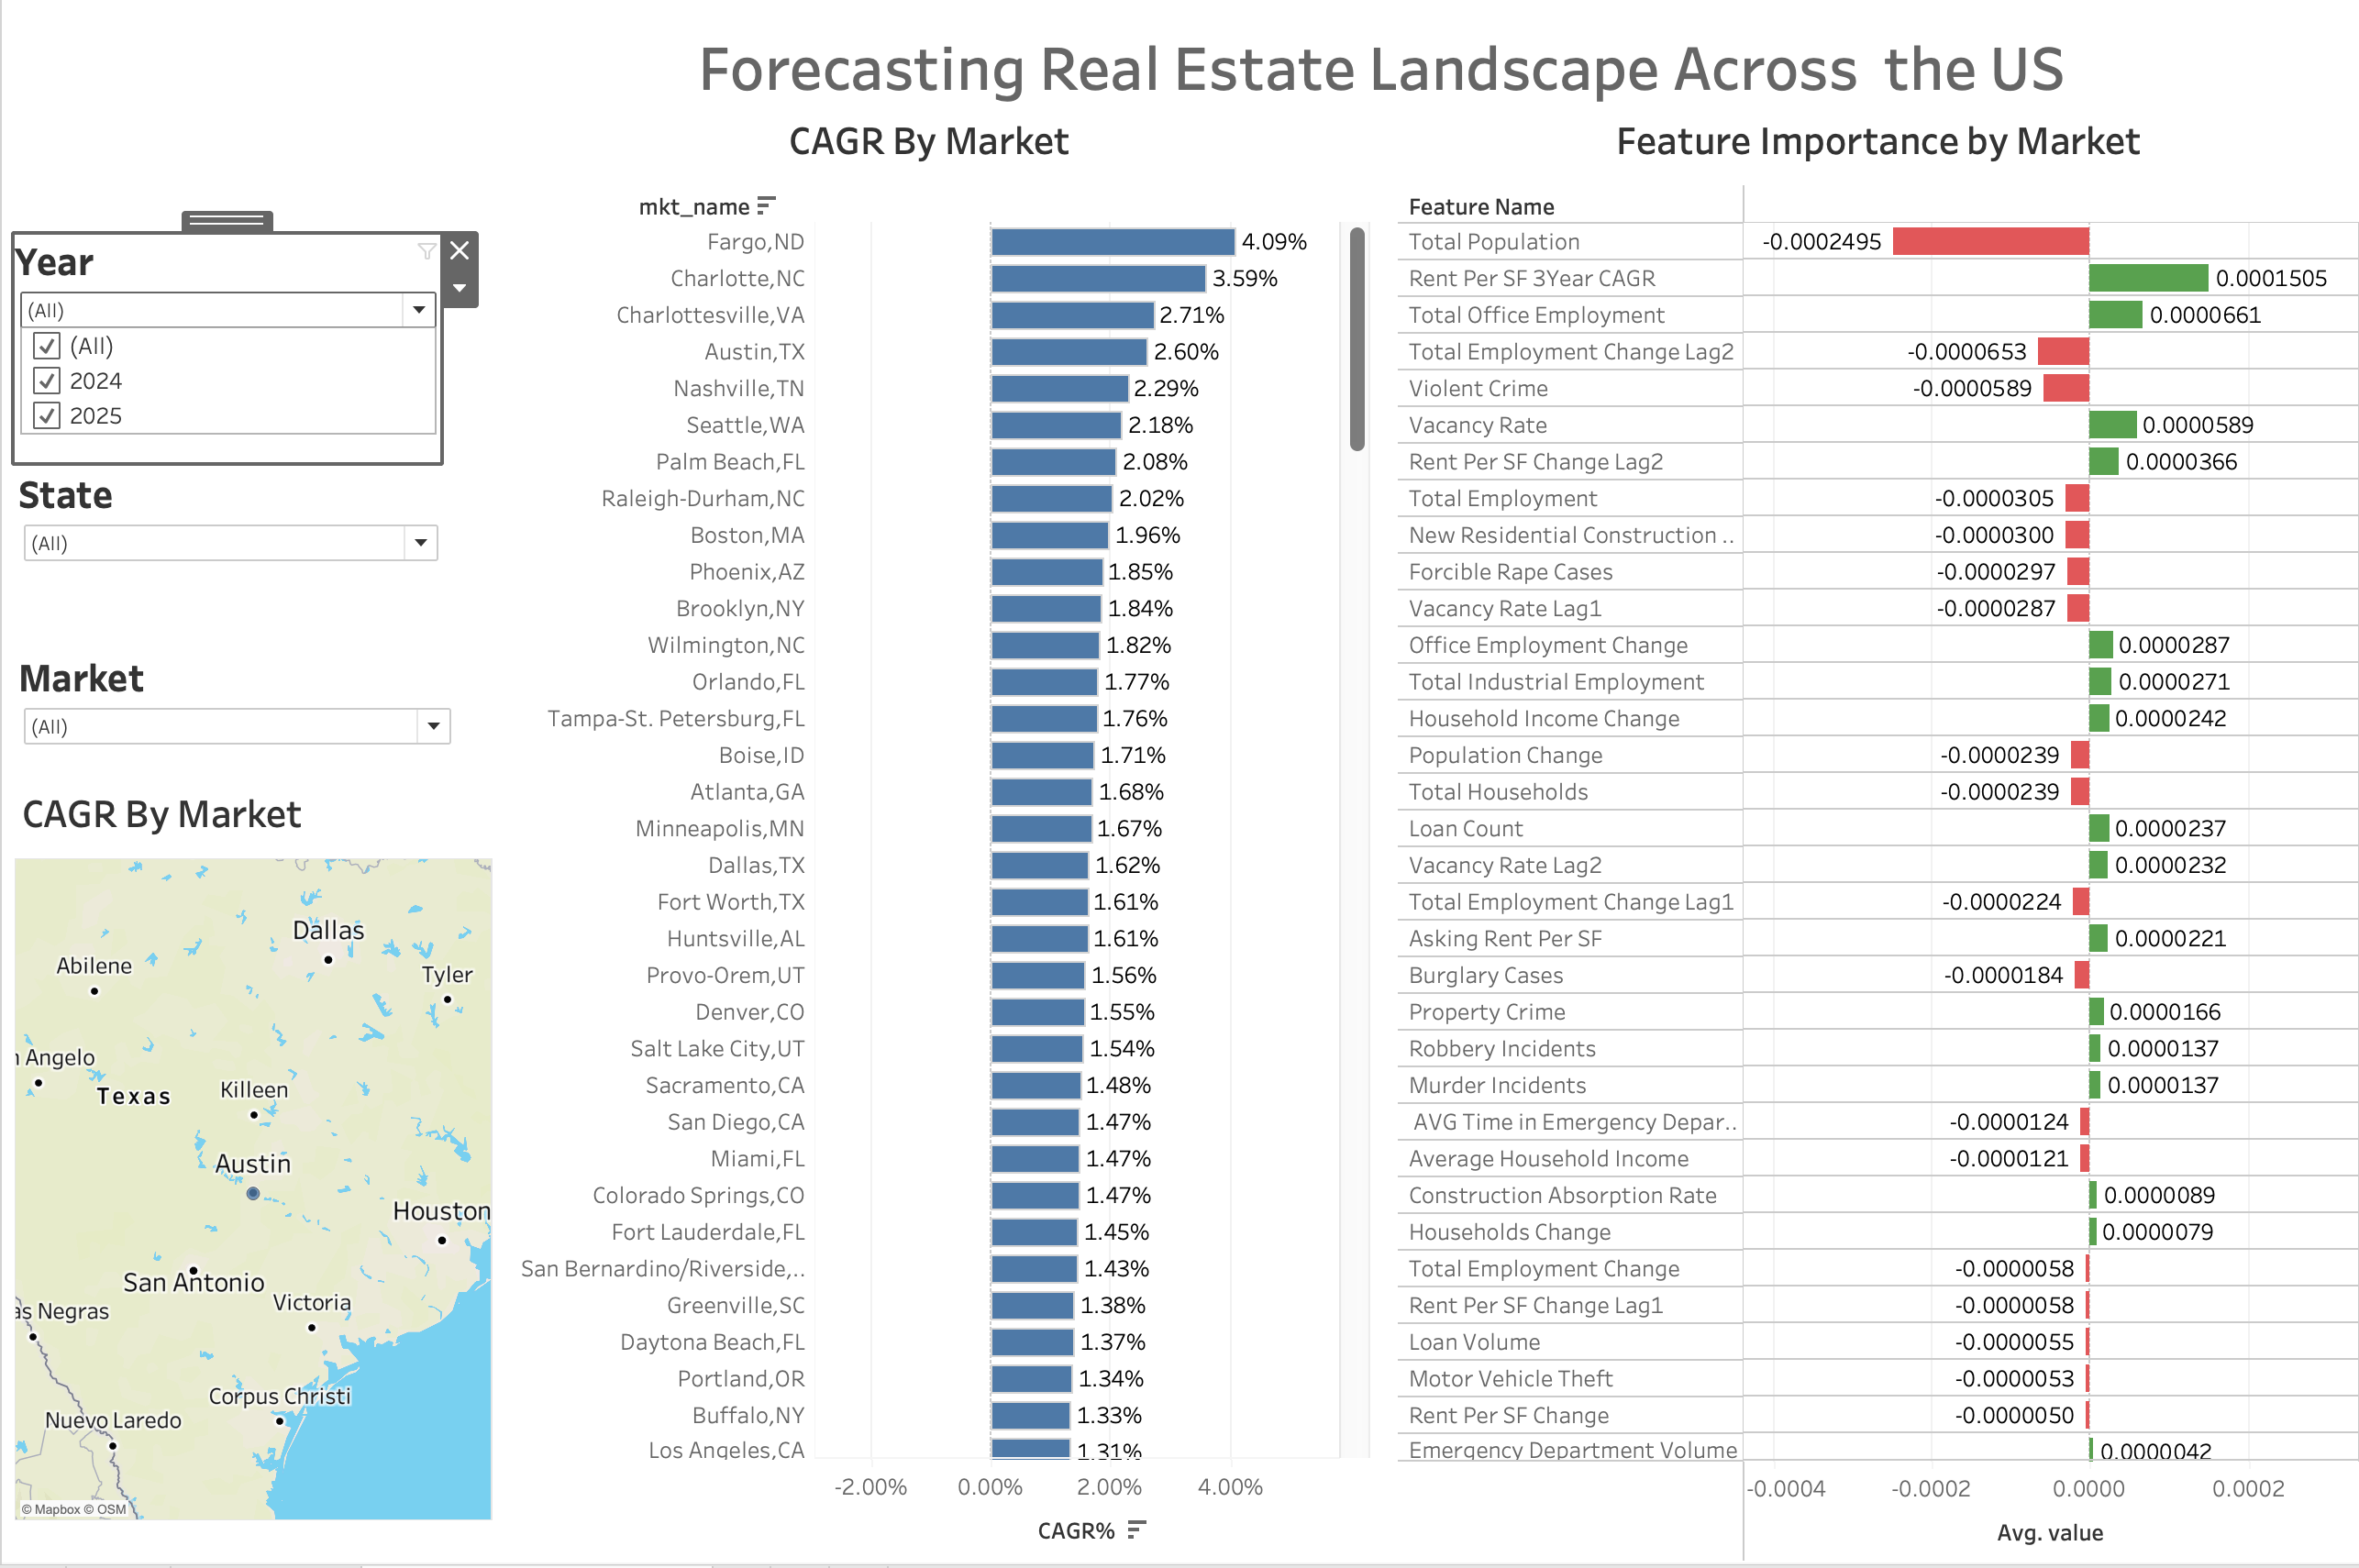 Forecasting Real Estate Landscape Across the US
Year
(All)
(All)
2024
2025
State
(All)
Market
(All)
CAGR By Market
Dallas
Abilene
Tyler
n Angelo
Texas
Killeen
Austin
Houston
San Antonio
Victoria
as Negras
Corpus Christi
Nuevo Laredo
© Mapbox © OSM
CAGR By Market
mkt_name
Fargo,ND 4.09%
Charlotte,NC 3.59%
Charlottesville,VA 2.71%
Austin,TX 2.60%
Nashville,TN 2.29%
Seattle,WA 2.18%
Palm Beach,FL 2.08%
Raleigh-Durham,NC 2.02%
Boston,MA 1.96%
Phoenix,AZ 1.85%
Brooklyn,NY 1.84%
Wilmington,NC 1.82%
Orlando,FL 1.77%
Tampa-St. Petersburg,FL 1.76%
Boise,ID 1.71%
Atlanta,GA 1.68%
Minneapolis,MN 1.67%
Dallas,TX 1.62%
Fort Worth,TX 1.61%
Huntsville,AL 1.61%
Provo-Orem,UT 1.56%
Denver,CO 1.55%
Salt Lake City,UT 1.54%
Sacramento,CA 1.48%
San Diego,CA 1.47%
Miami,FL 1.47%
Colorado Springs,CO 1.47%
Fort Lauderdale,FL 1.45%
San Bernardino/Riverside,.. 1.43%
Greenville,SC 1.38%
Daytona Beach,FL 1.37%
Portland,OR 1.34%
Buffalo,NY 1.33%
Los Angeles,CA 1.31%
-2.00% 0.00% 2.00% 4.00%
CAGR%
Feature Importance by Market
Feature Name
Total Population -0.0002495
Rent Per SF 3Year CAGR 0.0001505
Total Office Employment 0.0000661
Total Employment Change Lag2 -0.0000653
Violent Crime -0.0000589
Vacancy Rate 0.0000589
Rent Per SF Change Lag2 0.0000366
Total Employment -0.0000305
New Residential Construction .. -0.0000300
Forcible Rape Cases -0.0000297
Vacancy Rate Lag1 -0.0000287
Office Employment Change 0.0000287
Total Industrial Employment 0.0000271
Household Income Change 0.0000242
Population Change -0.0000239
Total Households -0.0000239
Loan Count 0.0000237
Vacancy Rate Lag2 0.0000232
Total Employment Change Lag1 -0.0000224
Asking Rent Per SF 0.0000221
Burglary Cases -0.0000184
Property Crime 0.0000166
Robbery Incidents 0.0000137
Murder Incidents 0.0000137
AVG Time in Emergency Depar.. -0.0000124
Average Household Income -0.0000121
Construction Absorption Rate 0.0000089
Households Change 0.0000079
Total Employment Change -0.0000058
Rent Per SF Change Lag1 -0.0000058
Loan Volume -0.0000055
Motor Vehicle Theft -0.0000053
Rent Per SF Change -0.0000050
Emergency Department Volume 0.0000042
-0.0004 -0.0002 0.0000 0.0002
Avg. value